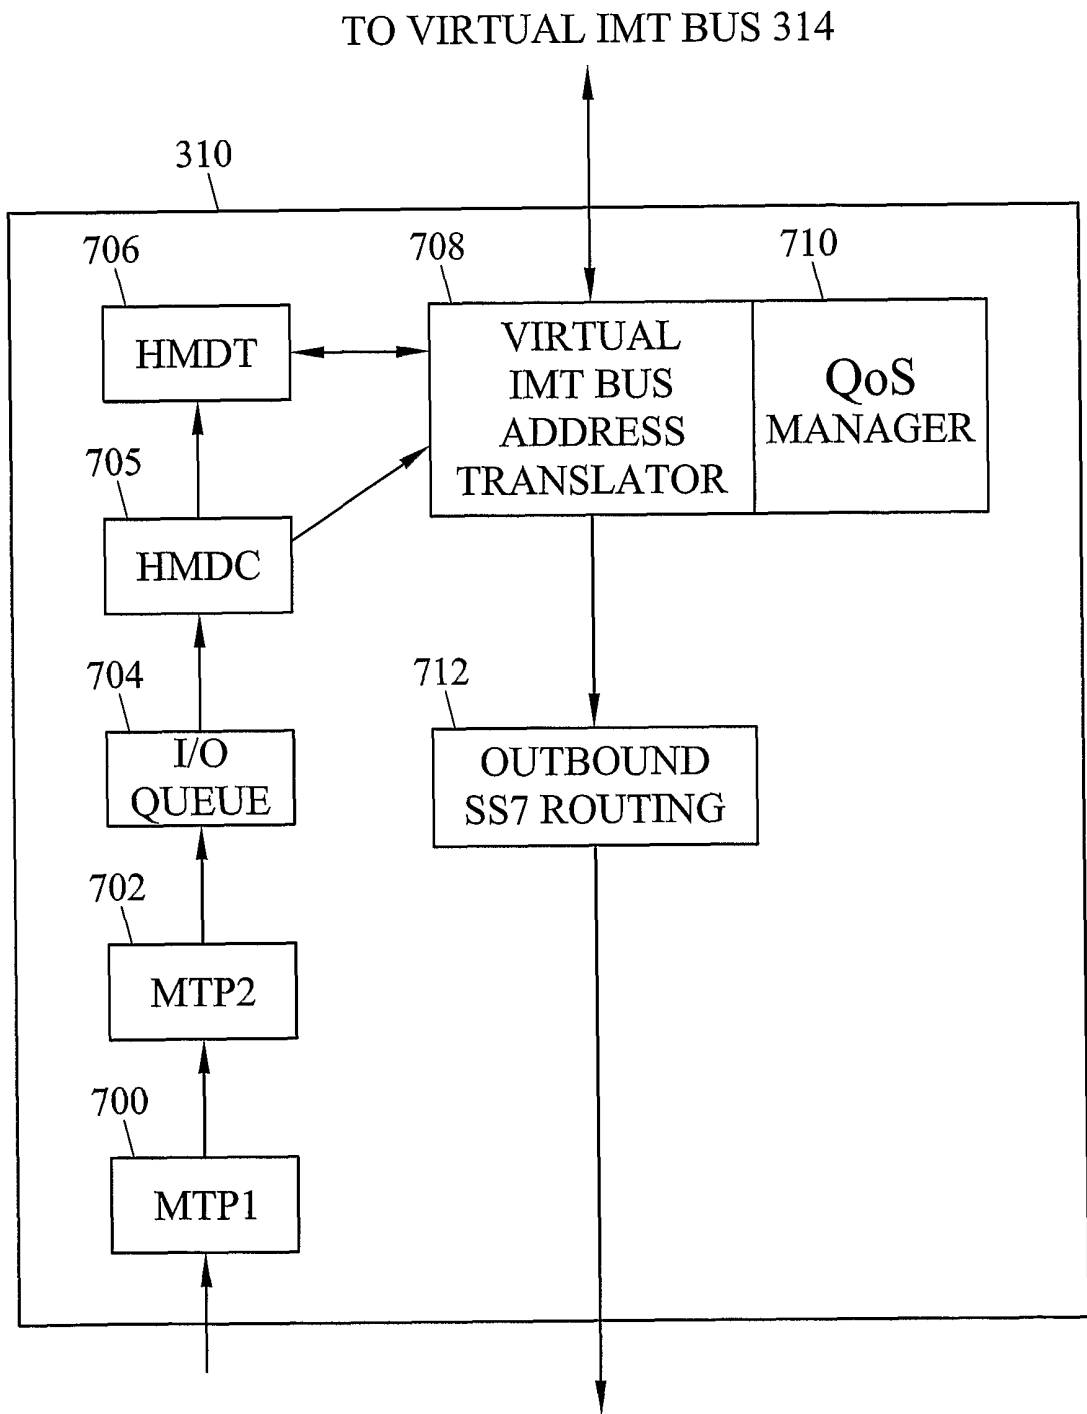 TO VIRTUAL IMT BUS 314
310
706
708
710
HMDT
VIRTUAL
IMT BUS
ADDRESS
TRANSLATOR
QoS
MANAGER
705
HMDC
704
712
I/O
QUEUE
OUTBOUND
SS7 ROUTING
702
MTP2
700
MTP1